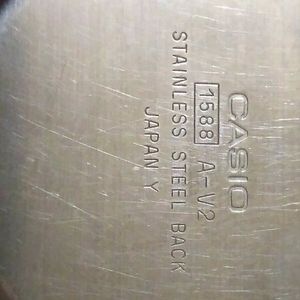 CASIO
1588 A-V2
STAINLESS STEEL BACK
JAPAN Y